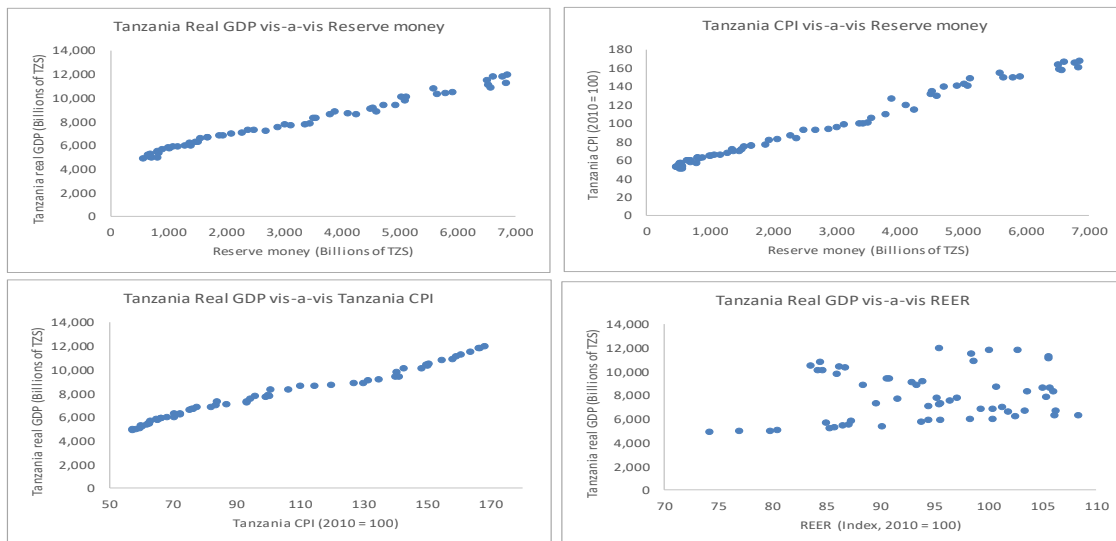 Tanzania Real GDP vis-a-vis Reserve money
Tanzania real GDP (Billions of TZS)
14,000
12,000
10,000
8,000
6,000
4,000
2,000
0
0 1,000 2,000 3,000 4,000 5,000 6,000 7,000
Reserve money (Billions of TZS)
Tanzania CPI vis-a-vis Reserve money
Tanzania CPI (2010 = 100)
180
160
140
120
100
80
60
40
20
0
0 1,000 2,000 3,000 4,000 5,000 6,000 7,000
Reserve money (Billions of TZS)
Tanzania Real GDP vis-a-vis Tanzania CPI
Tanzania real GDP (Billions of TZS)
14,000
12,000
10,000
8,000
6,000
4,000
2,000
0
50 70 90 110 130 150 170
Tanzania CPI (2010 = 100)
Tanzania Real GDP vis-a-vis REER
Tanzania real GDP (Billions of TZS)
14,000
12,000
10,000
8,000
6,000
4,000
2,000
0
70 75 80 85 90 95 100 105 110
REER (Index, 2010 = 100)